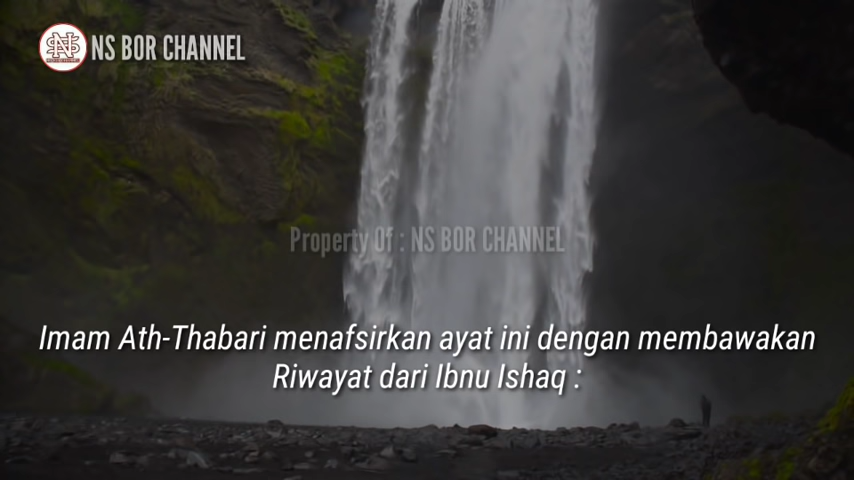 NS BOR CHANNEL
Property Of : NS BOR CHANNEL
Imam Ath-Thabari menafsirkan ayat ini dengan membawakan
Riwayat dari Ibnu Ishaq :